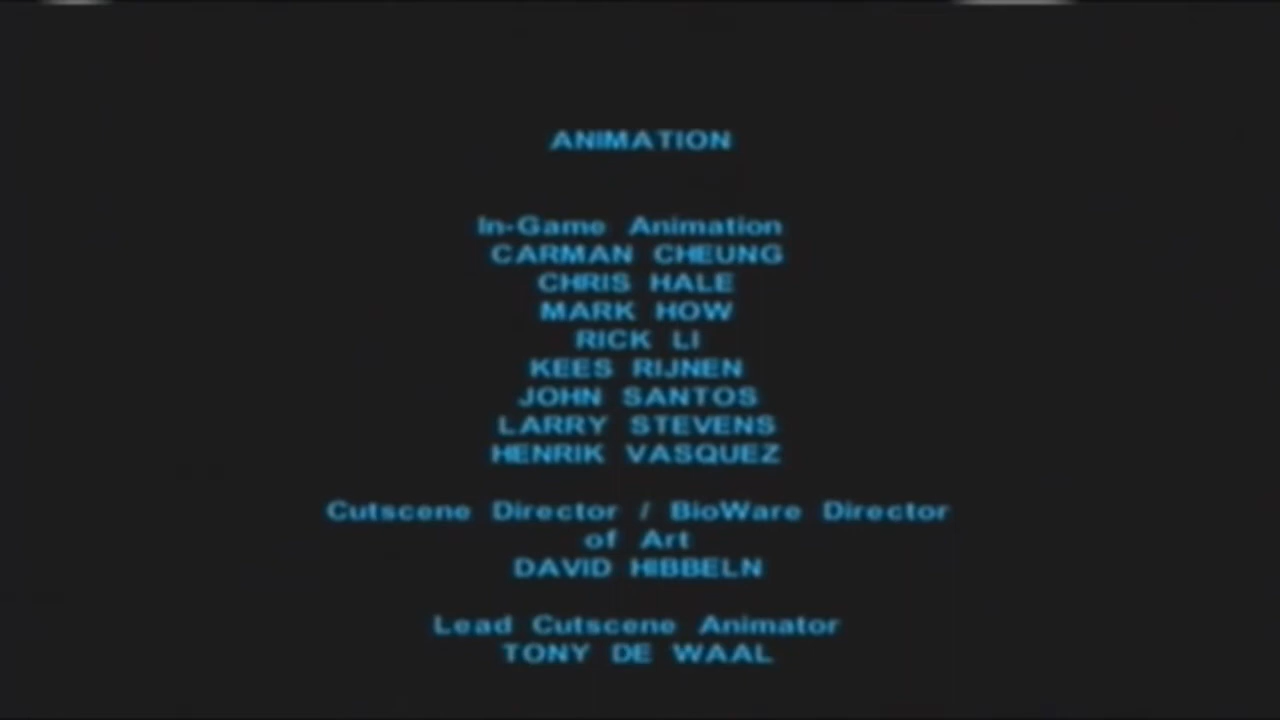 ANIMATION
In-Game Animation
CARMAN CHEUNG
CHRIS HALE
MARK HOW
RICK LI
KEES RIJNEN
JOHN SANTOS
LARRY STEVENS
HENRIK VASQUEZ
Cutscene Director / BioWare Director
of Art
DAVID HIBBELN
Lead Cutscene Animator
TONY DE WAAL